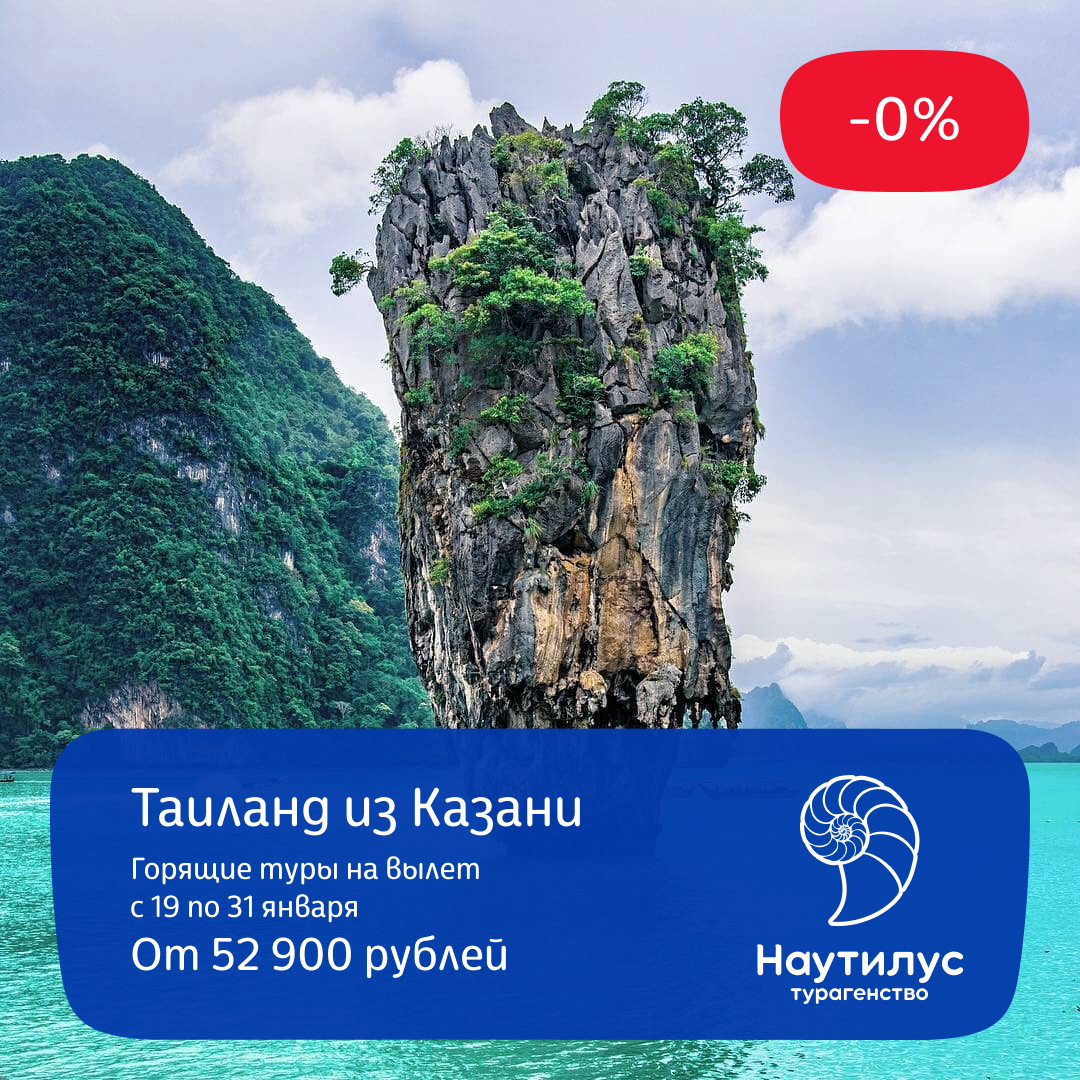 -0%
Таиланд из Казани
Горящие туры на вылет
с 19 по 31 января
От 52 900 рублей
Наутилус
турагенство